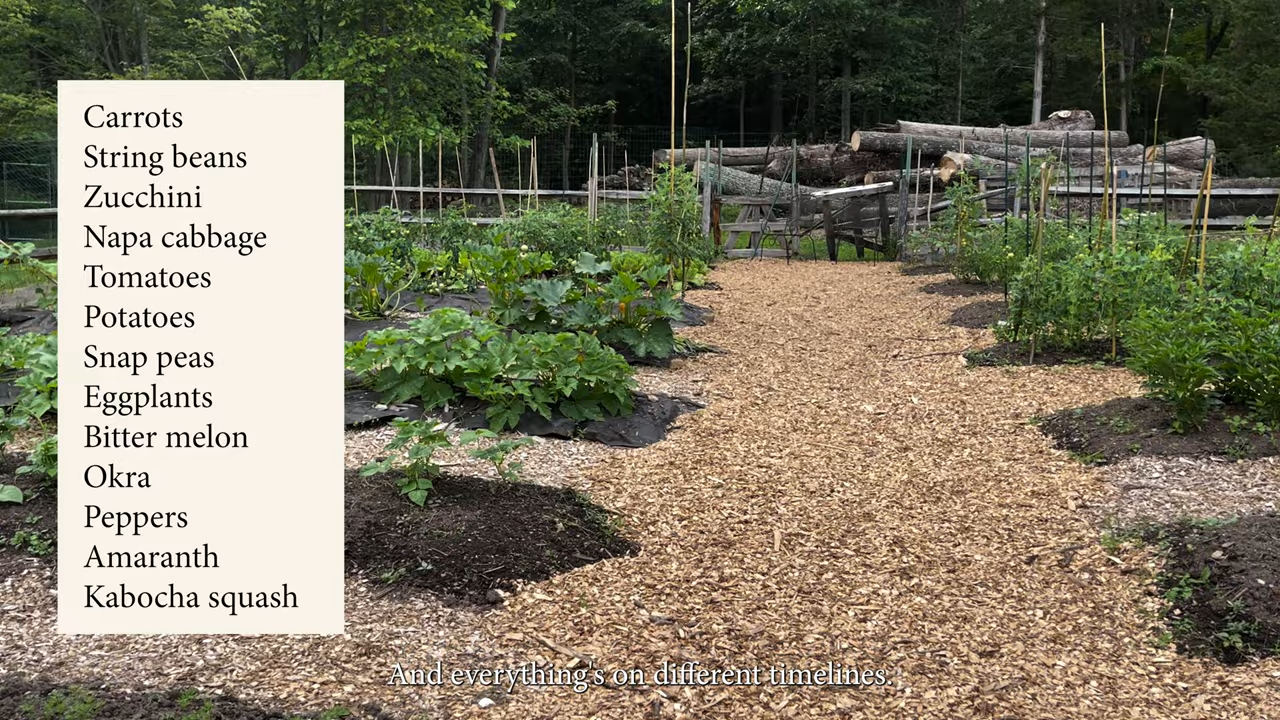 Carrots
String beans
Zucchini
Napa cabbage
Tomatoes
Potatoes
Snap peas
Eggplants
Bitter melon
Okra
Peppers
Amaranth
Kabocha squash
And everything's on different timelines.